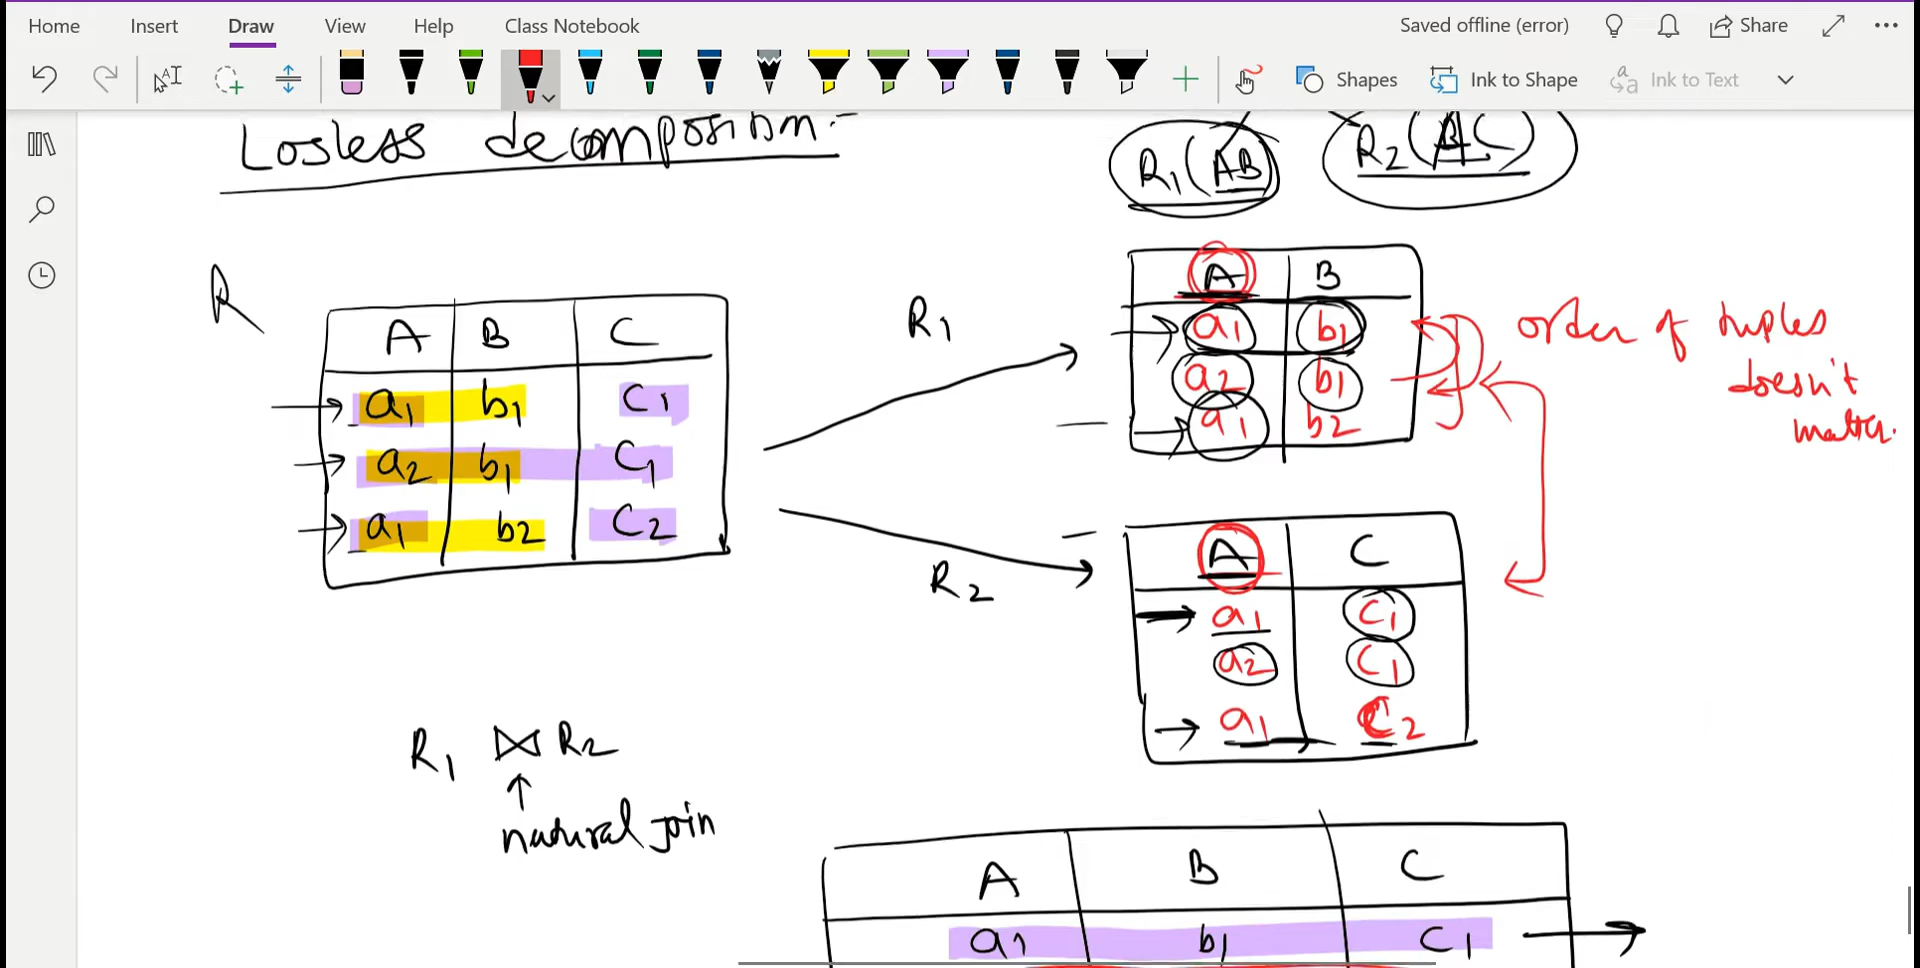 Home Insert Draw View Help Class Notebook Saved offline (error) Share
Shapes Ink to Shape Ink to Text
Losless decomposition:-
R1(AB) R2(AC)
R
A B C
a1 b1 C1
a2 b1 C1
a1 b2 C2
R1
R2
A B
a1 b1
a2 b1
a1 b2
order of tuples
doesn't
matter.
A C
a1 C1
a2 C1
a1 C2
R1 ⋈ R2
↑
natural join
A B C
a1 b1 C1